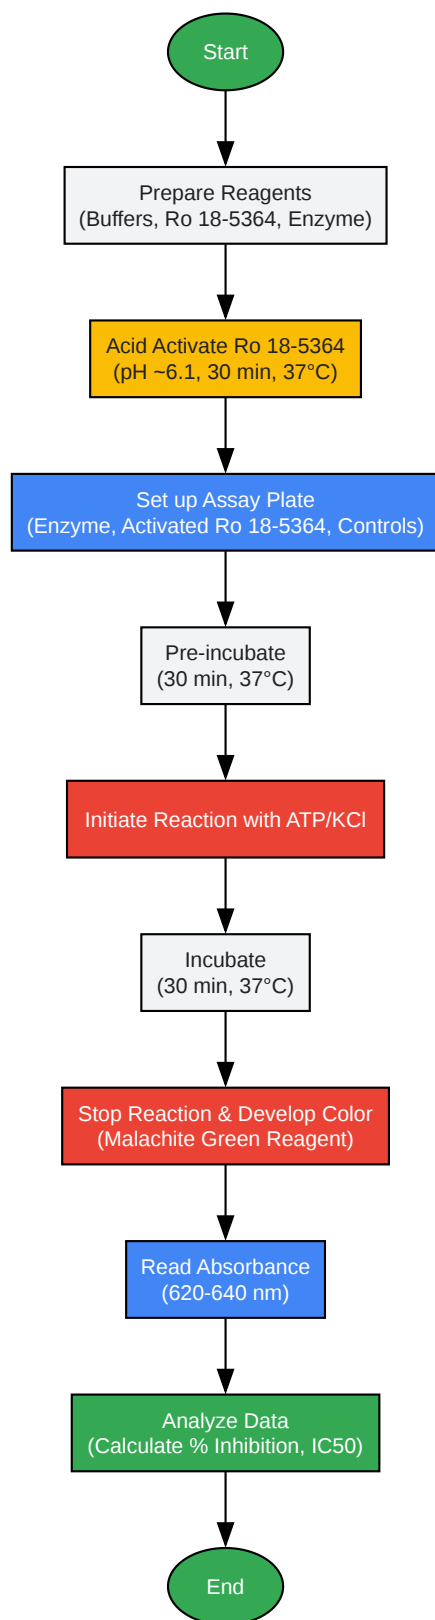 Start
Prepare Reagents
(Buffers, Ro 18-5364, Enzyme)
Acid Activate Ro 18-5364
(pH ~6.1, 30 min, 37°C)
Set up Assay Plate
(Enzyme, Activated Ro 18-5364, Controls)
Pre-incubate
(30 min, 37°C)
Initiate Reaction with ATP/KCl
Incubate
(30 min, 37°C)
Stop Reaction & Develop Color
(Malachite Green Reagent)
Read Absorbance
(620-640 nm)
Analyze Data
(Calculate % Inhibition, IC50)
End